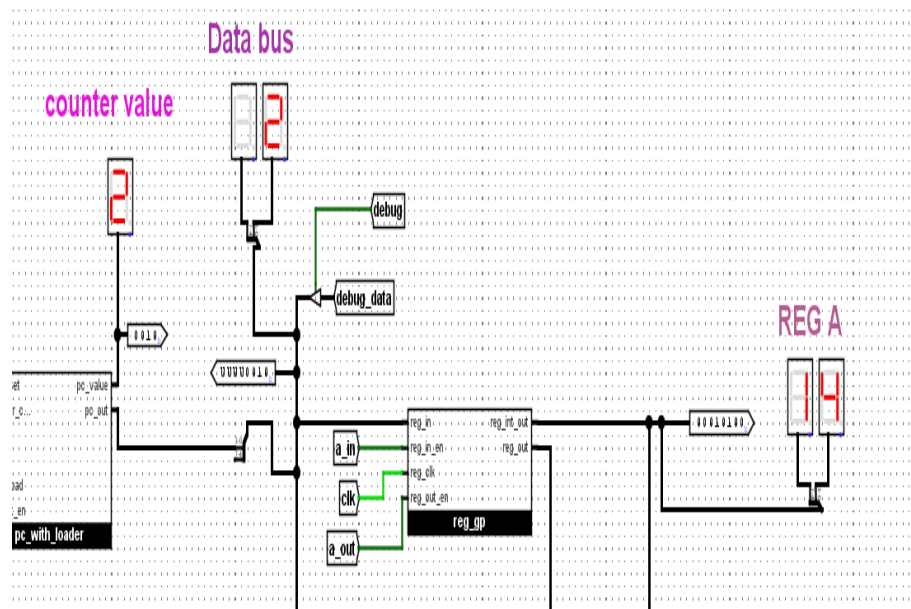 Data bus
counter value
2
2
debug
debug_data
0010
REG A
14
pc_value
pc_out
reg_in
reg_int_out
00010100
a_in
reg_in_en
reg_out
reg_clk
clk
reg_out_en
reg_gp
a_out
pc_with_loader